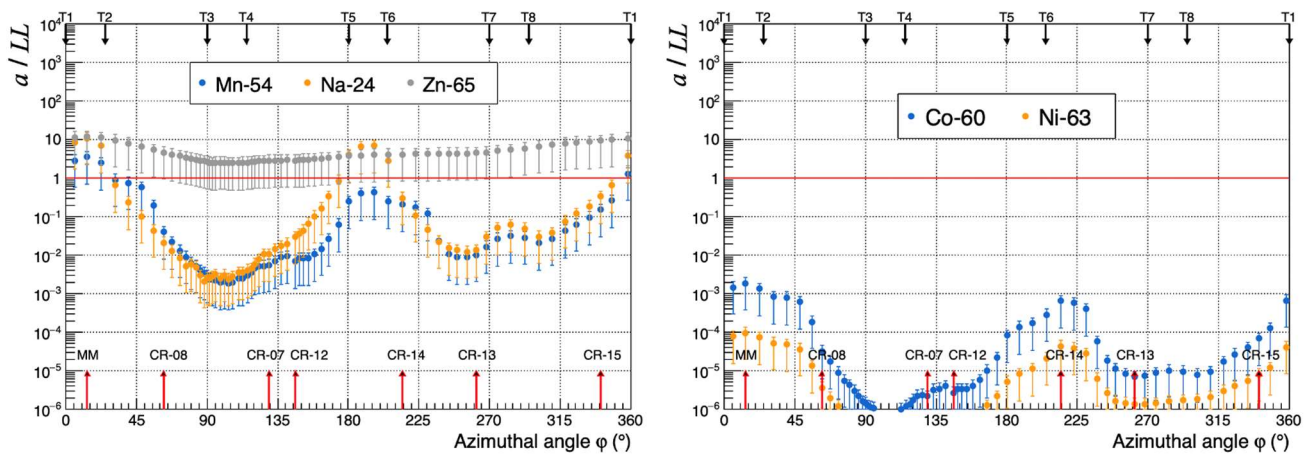 T1 T2 T3 T4 T5 T6 T7 T8 T1
a / LL
10⁴
10³
10²
10
1
10⁻¹
10⁻²
10⁻³
10⁻⁴
10⁻⁵
10⁻⁶
Mn-54 Na-24 Zn-65
MM CR-08 CR-07 CR-12 CR-14 CR-13 CR-15
0 45 90 135 180 225 270 315 360
Azimuthal angle φ (°)
T1 T2 T3 T4 T5 T6 T7 T8 T1
a / LL
10⁴
10³
10²
10
1
10⁻¹
10⁻²
10⁻³
10⁻⁴
10⁻⁵
10⁻⁶
Co-60 Ni-63
MM CR-08 CR-07 CR-12 CR-14 CR-13 CR-15
0 45 90 135 180 225 270 315 360
Azimuthal angle φ (°)